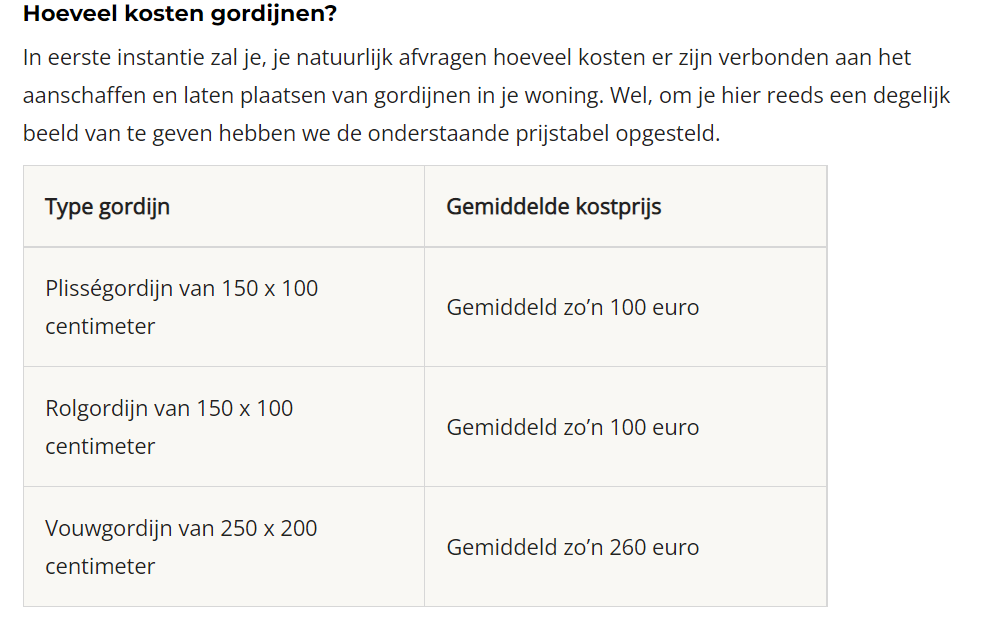 Hoeveel kosten gordijnen?
In eerste instantie zal je, je natuurlijk afvragen hoeveel kosten er zijn verbonden aan het
aanschaffen en laten plaatsen van gordijnen in je woning. Wel, om je hier reeds een degelijk
beeld van te geven hebben we de onderstaande prijstabel opgesteld.
Type gordijn
Gemiddelde kostprijs
Plisségordijn van 150 x 100
centimeter
Gemiddeld zo’n 100 euro
Rolgordijn van 150 x 100
centimeter
Gemiddeld zo’n 100 euro
Vouwgordijn van 250 x 200
centimeter
Gemiddeld zo’n 260 euro